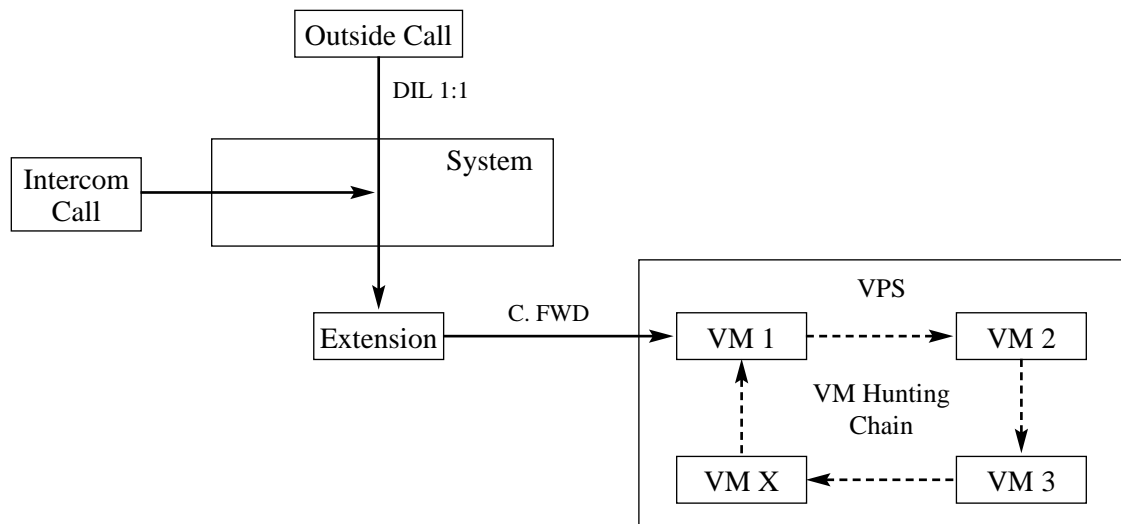 Outside Call
DIL 1:1
System
Intercom
Call
VPS
C. FWD
Extension
VM 1
VM 2
VM Hunting
Chain
VM X
VM 3